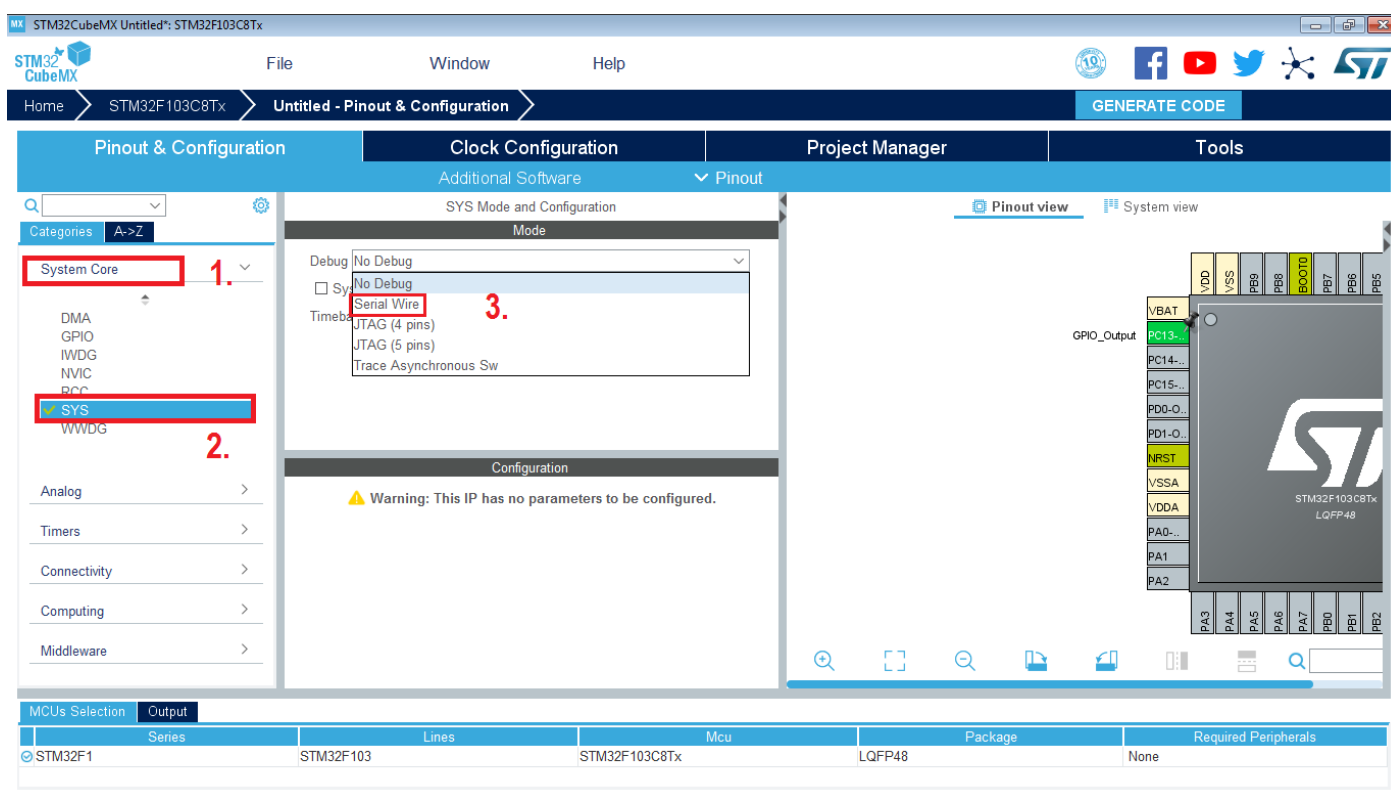 MX STM32CubeMX Untitled*: STM32F103C8Tx
STM32 CubeMX
File Window Help
10
Home STM32F103C8Tx Untitled - Pinout & Configuration GENERATE CODE
Pinout & Configuration Clock Configuration Project Manager Tools
Additional Software Pinout
Categories A->Z
System Core
1.
DMA
GPIO
IWDG
NVIC
RCC
SYS
WWDG
2.
Analog
Timers
Connectivity
Computing
Middleware
SYS Mode and Configuration
Mode
Debug No Debug
No Debug
Sy
Serial Wire
3.
Timeba
JTAG (4 pins)
JTAG (5 pins)
Trace Asynchronous Sw
Configuration
Warning: This IP has no parameters to be configured.
Pinout view System view
VDD
VSS
PB9
PB8
BOOT0
PB7
PB6
PB5
VBAT
GPIO_Output PC13-..
PC14-..
PC15-..
PD0-O..
PD1-O..
NRST
VSSA
VDDA
PA0-..
PA1
PA2
ST
STM32F103C8Tx
LQFP48
PA3
PA4
PA5
PA6
PA7
PB0
PB1
PB2
MCUs Selection Output
Series Lines Mcu Package Required Peripherals
STM32F1 STM32F103 STM32F103C8Tx LQFP48 None